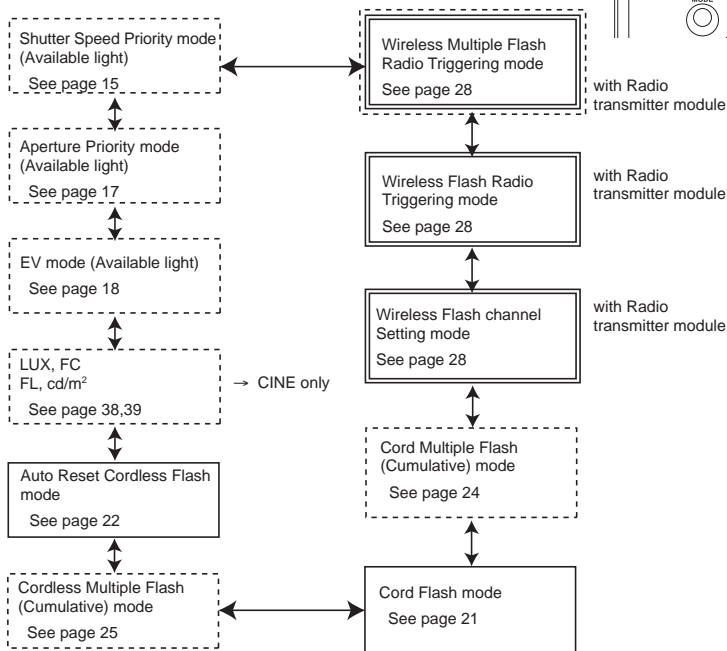 MODE
Shutter Speed Priority mode
(Available light)
See page 15
Aperture Priority mode
(Available light)
See page 17
EV mode (Available light)
See page 18
LUX, FC
FL, cd/m²
See page 38,39
→ CINE only
Auto Reset Cordless Flash
mode
See page 22
Cordless Multiple Flash
(Cumulative) mode
See page 25
Wireless Multiple Flash
Radio Triggering mode
See page 28
with Radio
transmitter module
Wireless Flash Radio
Triggering mode
See page 28
with Radio
transmitter module
Wireless Flash channel
Setting mode
See page 28
with Radio
transmitter module
Cord Multiple Flash
(Cumulative) mode
See page 24
Cord Flash mode
See page 21